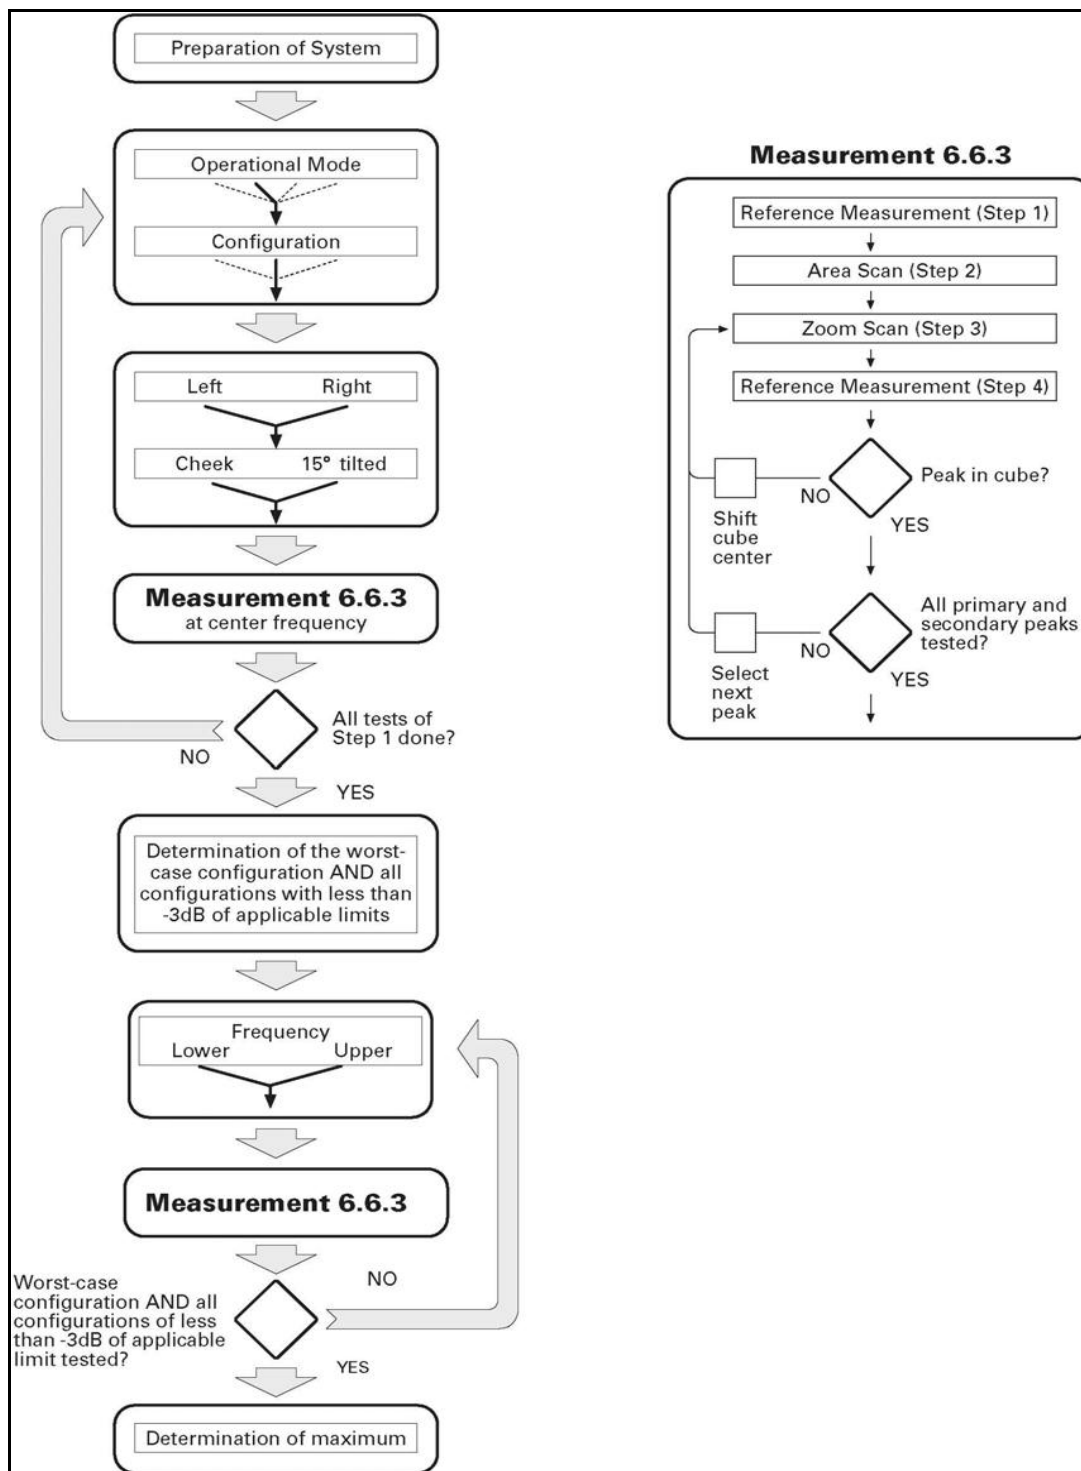 Preparation of System
Operational Mode
Configuration
Left Right
Cheek 15° tilted
Measurement 6.6.3
at center frequency
All tests of
Step 1 done?
NO
YES
Determination of the worst-
case configuration AND all
configurations with less than
-3dB of applicable limits
Frequency
Lower Upper
Measurement 6.6.3
NO
Worst-case
configuration AND all
configurations of less
than -3dB of applicable
limit tested?
YES
Determination of maximum
Measurement 6.6.3
Reference Measurement (Step 1)
Area Scan (Step 2)
Zoom Scan (Step 3)
Reference Measurement (Step 4)
Peak in cube?
NO
YES
Shift
cube
center
All primary and
secondary peaks
tested?
NO
YES
Select
next
peak